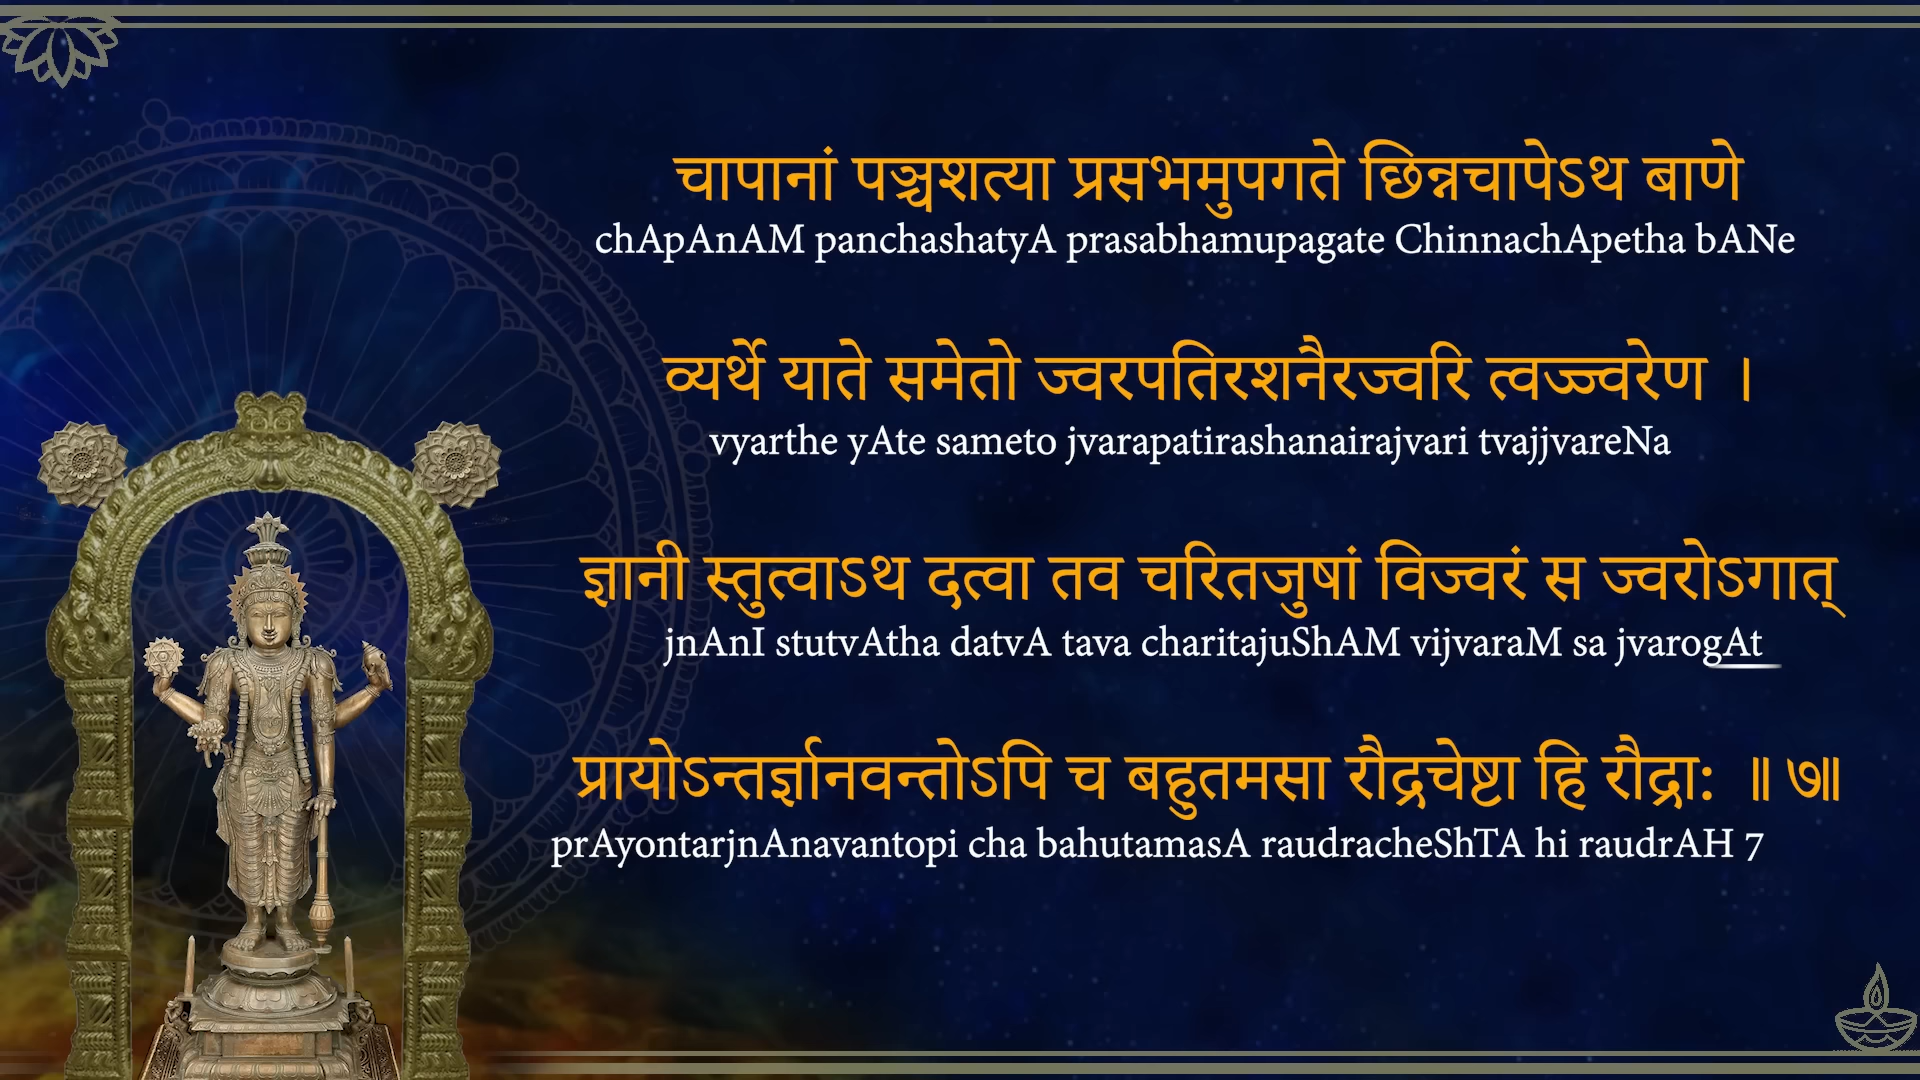 चापानां पञ्चशत्या प्रसभमुपगते छिन्नचापेऽथ बाणे
chApAnAM panchashatyA prasabhamupagate ChinnachApetha bANe
व्यर्थे याते समेतो ज्वरपतिरशनैरज्वरि त्वज्ज्वरेण ।
vyarthe yAte sameto jvarapatirashanairajvari tvajjvareNa
ज्ञानी स्तुत्वाऽथ दत्वा तव चरितजुषां विज्वरं स ज्वरोऽगात्
jnAnI stutvAtha datvA tava charitajuShAM vijvaraM sa jvarogAt
प्रायोऽन्तर्ज्ञानवन्तोऽपि च बहुतमसा रौद्रचेष्टा हि रौद्राः ॥ ७॥
prAyontarjnAnavantopi cha bahutamasA raudracheShTA hi raudrAH 7